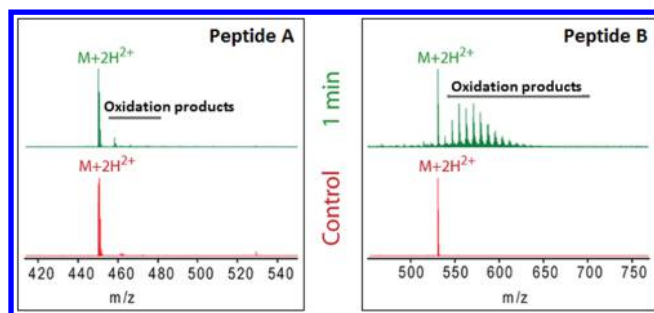 Peptide A
M+2H2+
Oxidation products
M+2H2+
420 440 460 480 500 520 540
m/z
1 min
Control
Peptide B
M+2H2+
Oxidation products
M+2H2+
500 550 600 650 700 750
m/z